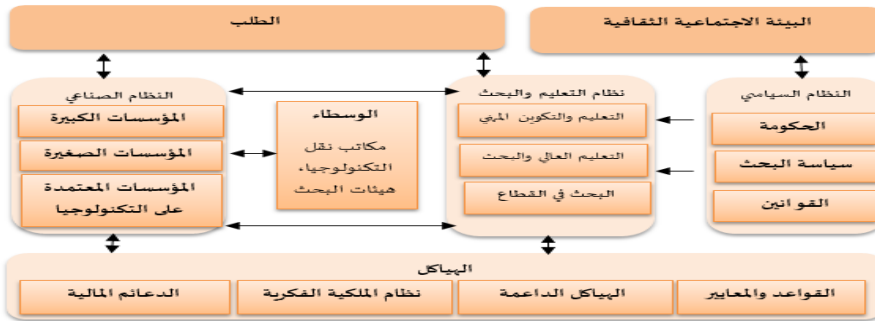 البيئة الاجتماعية الثقافية
الطلب
النظام السياسي
الحكومة
سياسة البحث
القوانين
نظام التعليم والبحث
التعليم والتكوين المهني
التعليم العالي والبحث
البحث في القطاع
الوسطاء
مكاتب نقل
التكنولوجيا،
هيئات البحث
النظام الصناعي
المؤسسات الكبيرة
المؤسسات الصغيرة
المؤسسات المعتمدة
على التكنولوجيا
الهياكل
القواعد والمعايير
الهياكل الداعمة
نظام الملكية الفكرية
الدعائم المالية